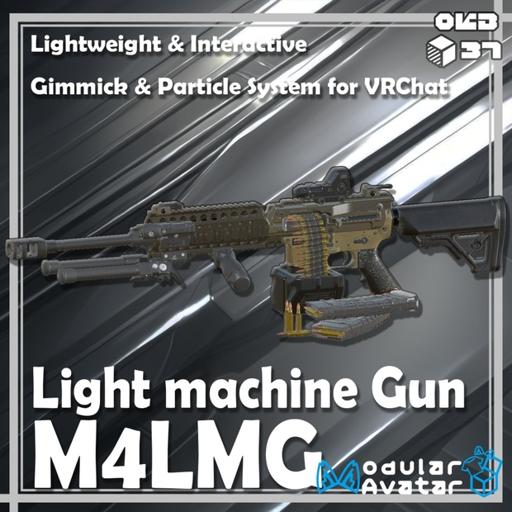 Lightweight & Interactive
OKB
37
Gimmick & Particle System for VRChat
Light machine Gun
M4LMG
Modular
Avatar